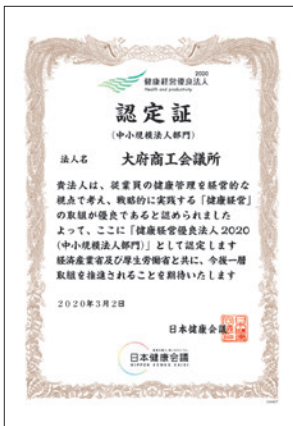 2020
健康経営優良法人
Health and productivity
認定証
(中小規模法人部門)
法人名 大府商工会議所
貴法人は、従業員の健康管理を経営的な
視点で考え、戦略的に実践する「健康経営」
の取組が優良であると認められました
よって、ここに「健康経営優良法人2020
(中小規模法人部門)」として認定します
経済産業省及び厚生労働省と共に、今後一層
取組を推進されることを期待いたします
2020年3月2日
日本健康会議
日本健康会議
NIPPON KENKO KAIGI